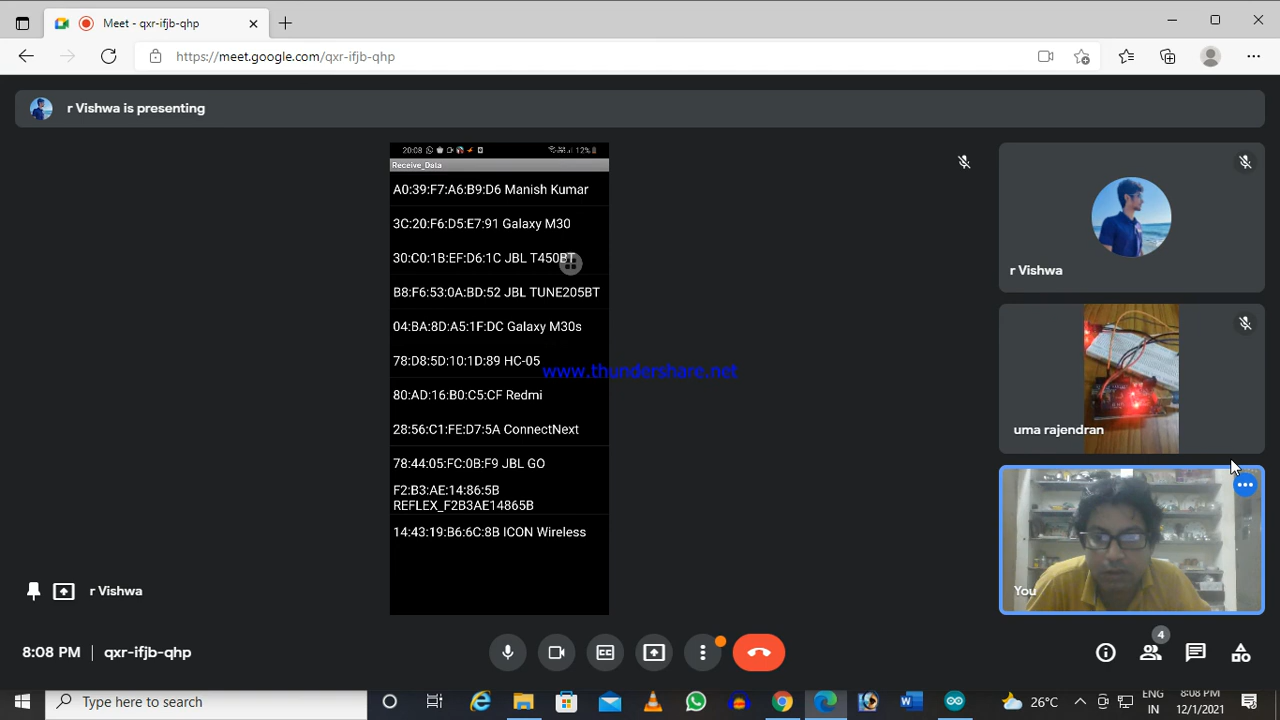 Meet - qxr-ifjb-qhp
https://meet.google.com/qxr-ifjb-qhp
r Vishwa is presenting
20:08
12%
Receive_Data
A0:39:F7:A6:B9:D6 Manish Kumar
3C:20:F6:D5:E7:91 Galaxy M30
30:C0:1B:EF:D6:1C JBL T450BT
B8:F6:53:0A:BD:52 JBL TUNE205BT
04:BA:8D:A5:1F:DC Galaxy M30s
78:D8:5D:10:1D:89 HC-05
www.thundershare.net
80:AD:16:B0:C5:CF Redmi
28:56:C1:FE:D7:5A ConnectNext
78:44:05:FC:0B:F9 JBL GO
F2:B3:AE:14:86:5B
REFLEX_F2B3AE14865B
14:43:19:B6:6C:8B ICON Wireless
r Vishwa
uma rajendran
You
r Vishwa
8:08 PM | qxr-ifjb-qhp
4
Type here to search
26°C
ENG
IN
8:08 PM
12/1/2021